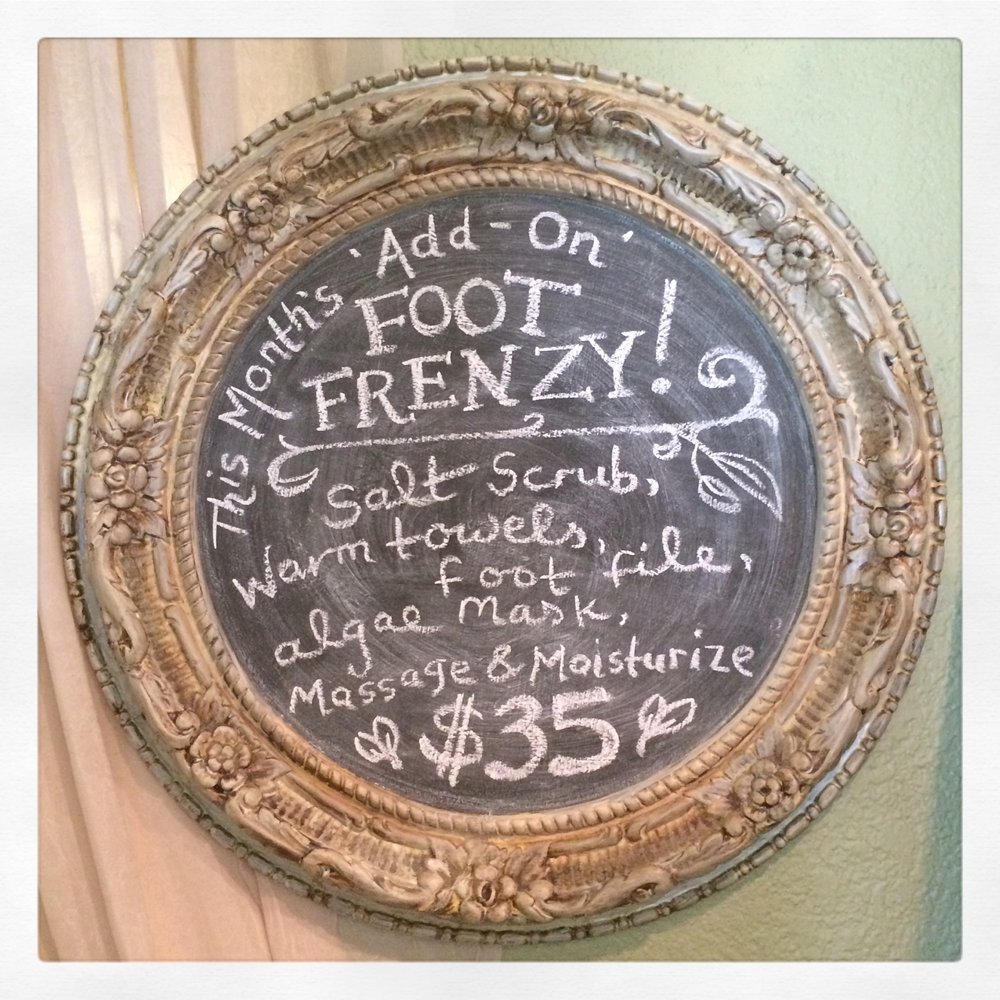 This Month's
'Add-On'
FOOT
FRENZY!
Salt Scrub,
warm towels,
foot file,
algae Mask,
Massage & Moisturize
$35